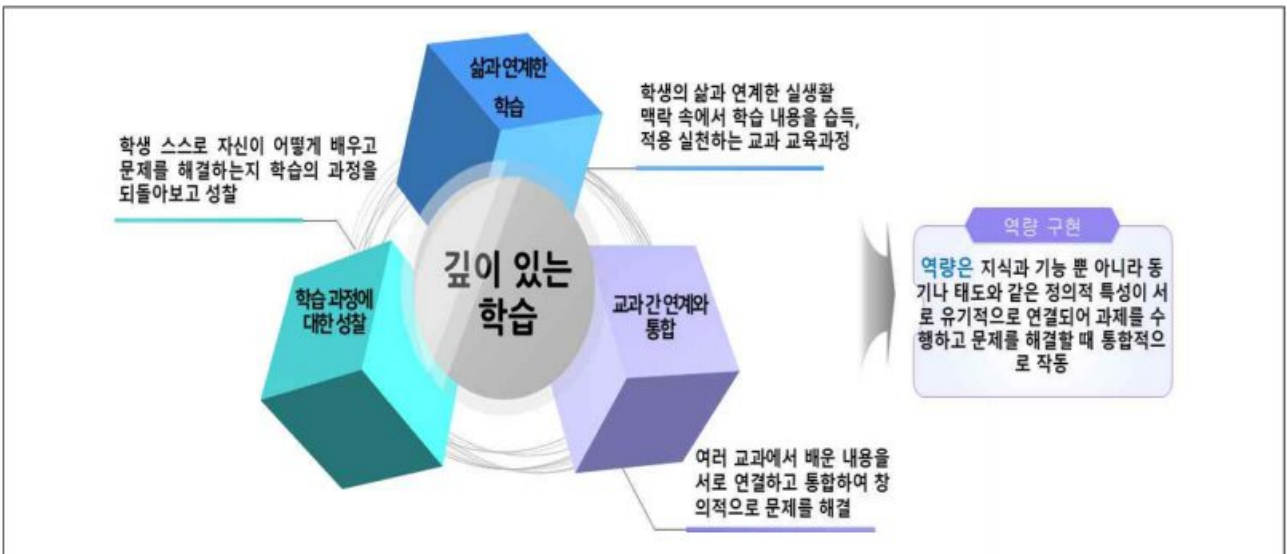 삶과 연계한
학습
학생의 삶과 연계한 실생활
맥락 속에서 학습 내용을 습득,
적용 실천하는 교과 교육과정
학생 스스로 자신이 어떻게 배우고
문제를 해결하는지 학습의 과정을
되돌아보고 성찰
깊이 있는
학습
학습 과정에
대한 성찰
교과 간 연계와
통합
여러 교과에서 배운 내용을
서로 연결하고 통합하여 창
의적으로 문제를 해결
역량 구현
역량은 지식과 기능 뿐 아니라 동
기나 태도와 같은 정의적 특성이 서
로 유기적으로 연결되어 과제를 수
행하고 문제를 해결할 때 통합적으
로 작동